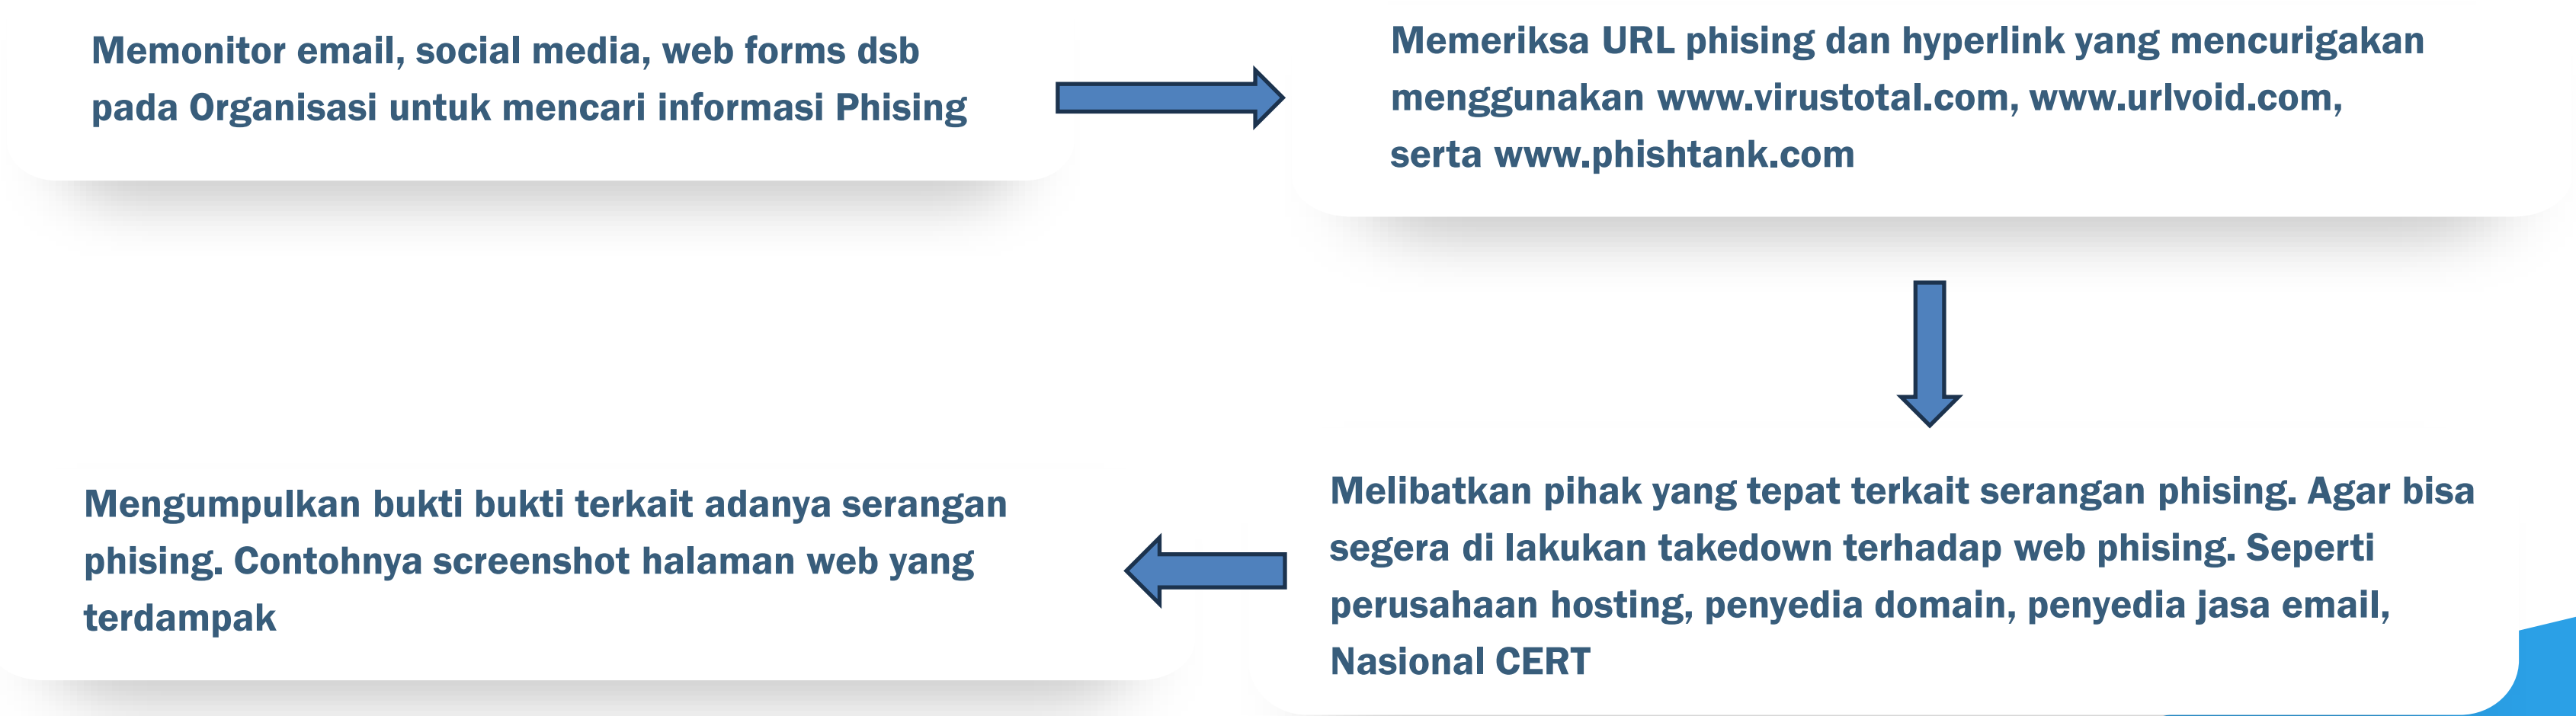 Memonitor email, social media, web forms dsb
pada Organisasi untuk mencari informasi Phising
Memeriksa URL phising dan hyperlink yang mencurigakan
menggunakan www.virustotal.com, www.urlvoid.com,
serta www.phishtank.com
Melibatkan pihak yang tepat terkait serangan phising. Agar bisa
segera di lakukan takedown terhadap web phising. Seperti
perusahaan hosting, penyedia domain, penyedia jasa email,
Nasional CERT
Mengumpulkan bukti bukti terkait adanya serangan
phising. Contohnya screenshot halaman web yang
terdampak